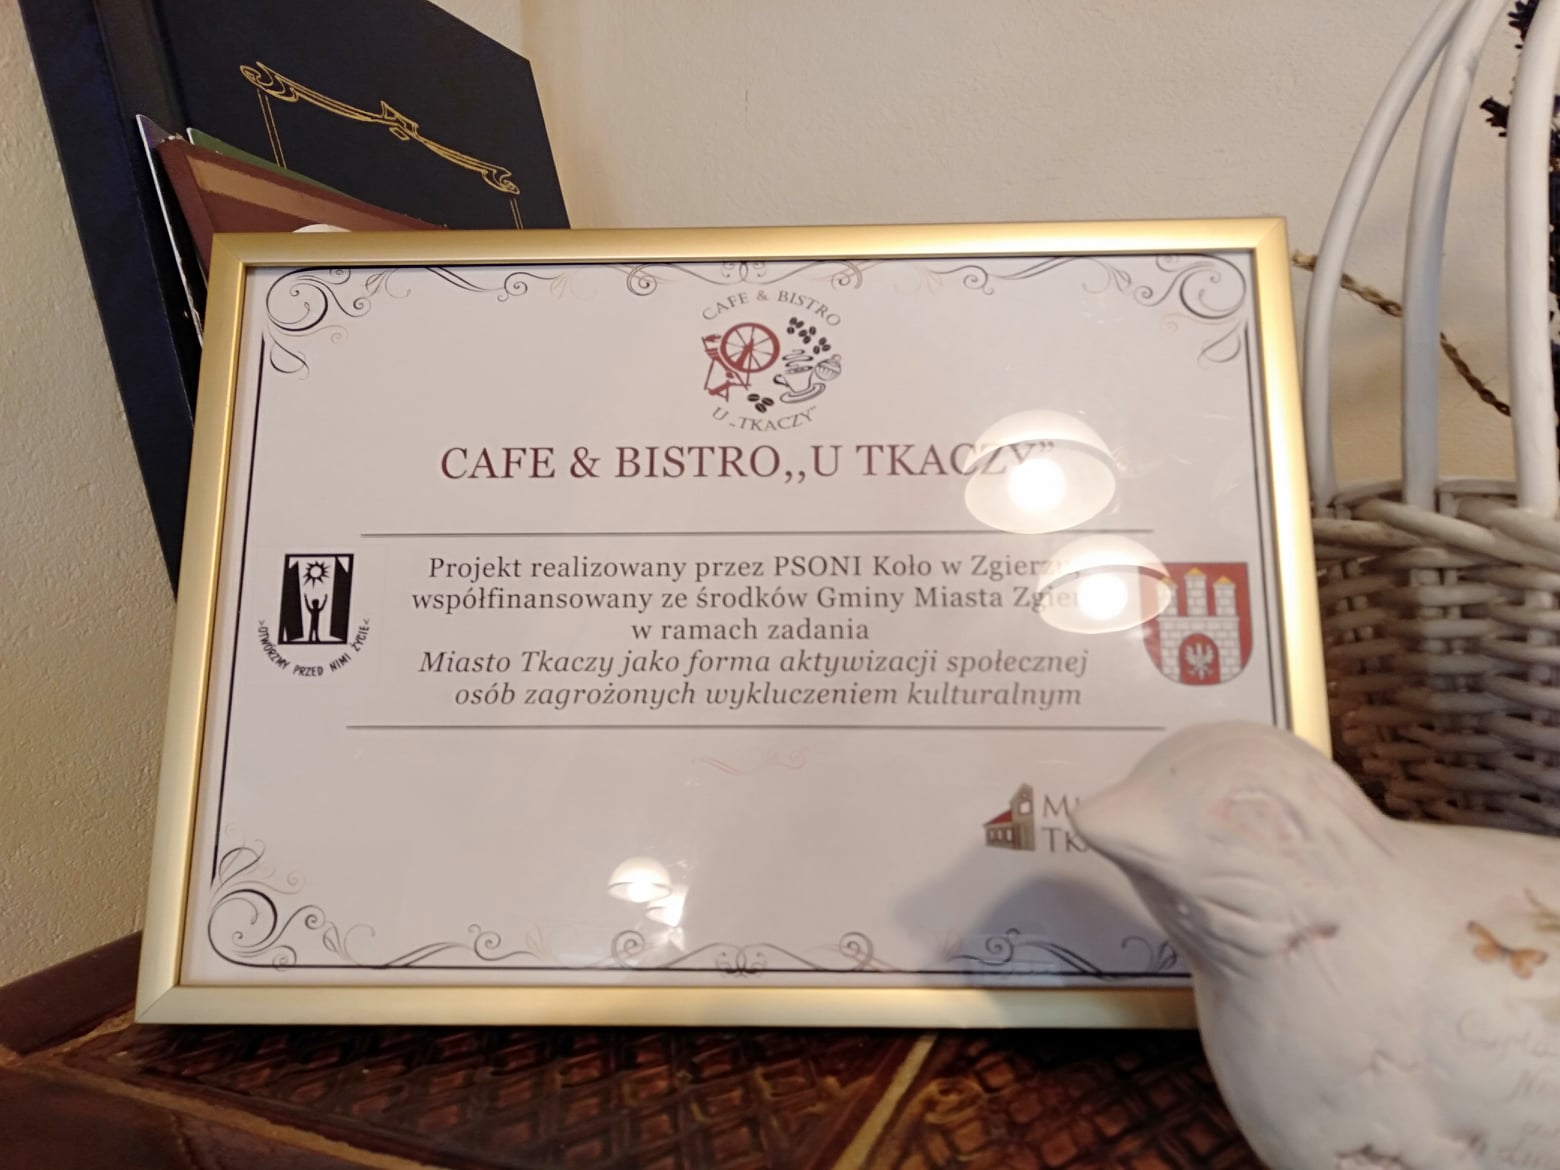 CAFE & BISTRO
U „TKACZY"
CAFE & BISTRO,,U TKACZY"
Projekt realizowany przez PSONI Koło w
współfinansowany ze środków Gminy Miasta
w ramach zadania
Miasto Tkaczy jako forma aktywizacji społecznej
osób zagrożonych wykluczeniem kulturalnym
>OTWÓRZMY PRZED NIMI ŻYCIE<